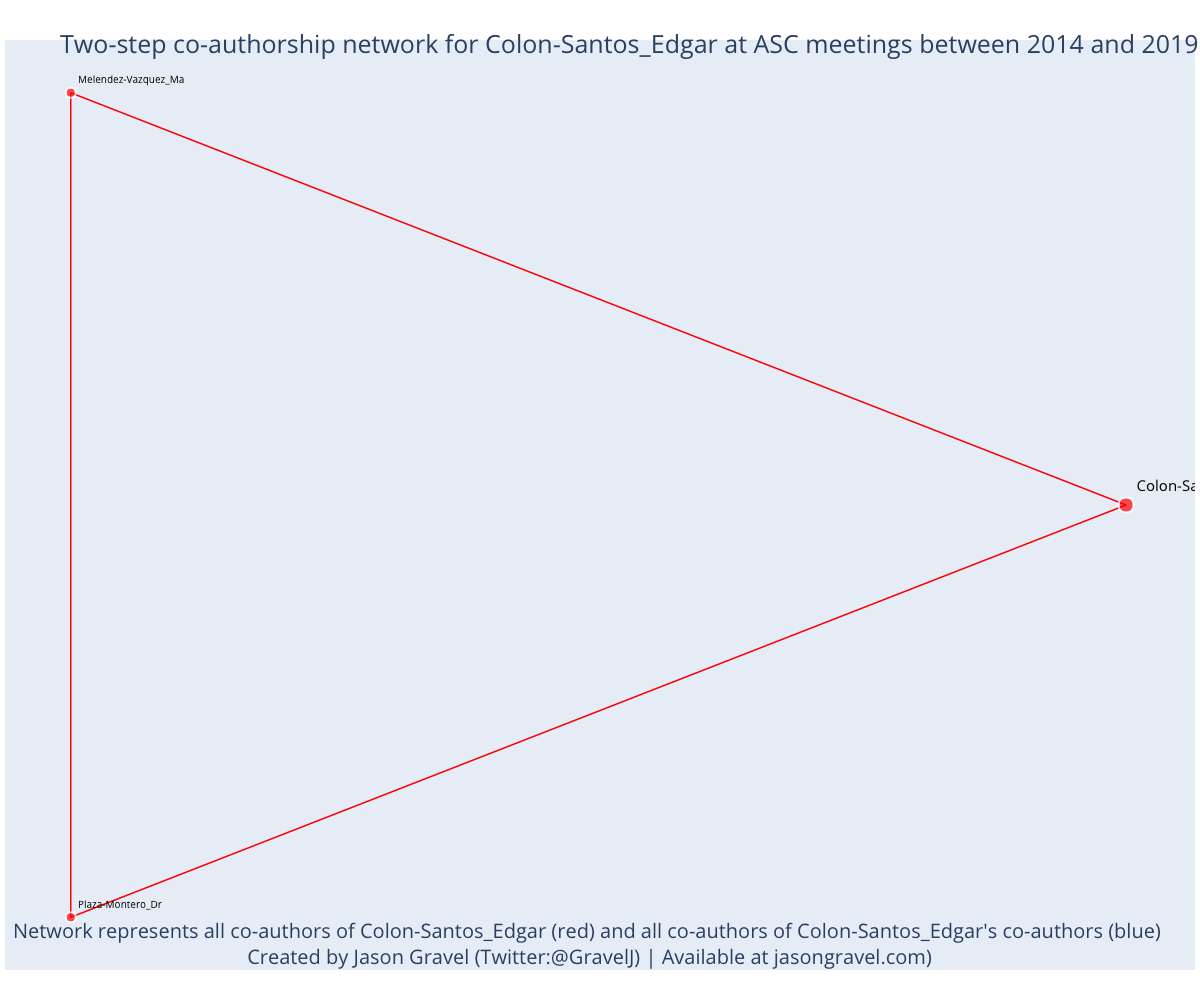 Two-step co-authorship network for Colon-Santos_Edgar at ASC meetings between 2014 and 2019
Melendez-Vazquez_Ma
Colon-Sa
Plaza-Montero_Dr
Network represents all co-authors of Colon-Santos_Edgar (red) and all co-authors of Colon-Santos_Edgar's co-authors (blue)
Created by Jason Gravel (Twitter:@GravelJ) | Available at jasongravel.com)